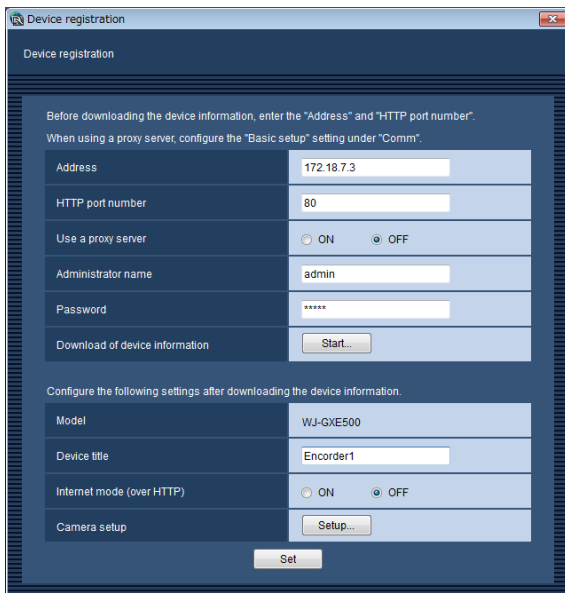 Device registration
Device registration
Before downloading the device information, enter the "Address" and "HTTP port number".
When using a proxy server, configure the "Basic setup" setting under "Comm".
Address 172.18.7.3
HTTP port number 80
Use a proxy server ON OFF
Administrator name admin
Password *****
Download of device information Start...
Configure the following settings after downloading the device information.
Model WJ-GXE500
Device title Encorder1
Internet mode (over HTTP) ON OFF
Camera setup Setup...
Set